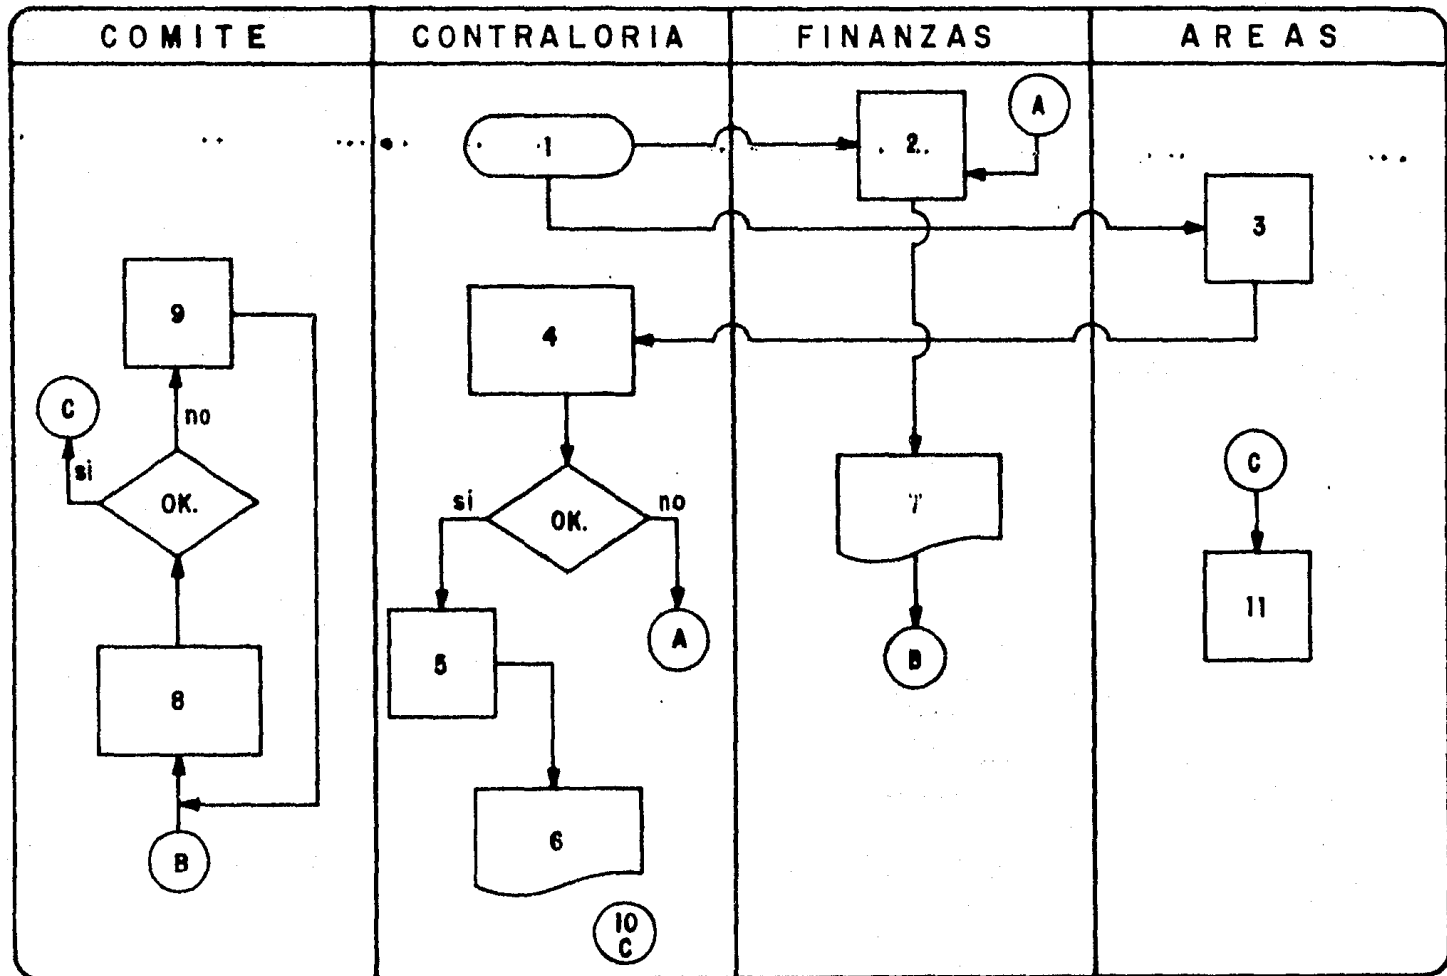 COMITE
CONTRALORIA
FINANZAS
AREAS
1
2
A
3
9
4
C
no
si
OK.
si
OK.
no
7
C
11
5
A
B
8
6
B
10
C